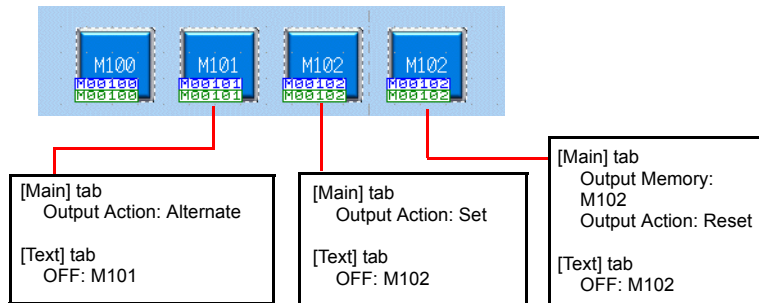 M100
M101
M102
M102
M00100
M00101
M00102
M00102
M00100
M00101
M00102
M00102
[Main] tab
Output Action: Alternate
[Text] tab
OFF: M101
[Main] tab
Output Action: Set
[Text] tab
OFF: M102
[Main] tab
Output Memory:
M102
Output Action: Reset
[Text] tab
OFF: M102